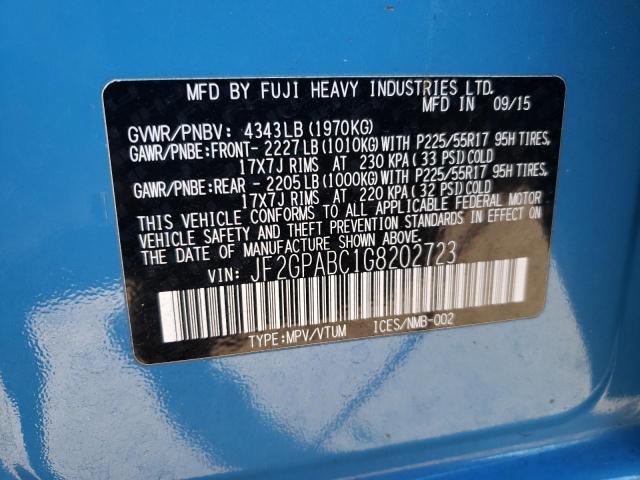 MFD BY FUJI HEAVY INDUSTRIES LTD.
MFD IN 09/15
GVWR/PNBV: 4343LB (1970KG)
GAWR/PNBE:FRONT- 2227LB(1010KG)WITH P225/55R17 95H TIRES,
17X7J RIMS AT 230 KPA (33 PSI)COLD
GAWR/PNBE:REAR - 2205LB(1000KG)WITH P225/55R17 95H TIRES,
17X7J RIMS AT 220 KPA( 32 PSI)COLD
THIS VEHICLE CONFORMS TO ALL APPLICABLE FEDERAL MOTOR
VEHICLE SAFETY AND THEFT PREVENTION STANDARDS IN EFFECT ON
THE DATE OF MANUFACTURE SHOWN ABOVE.
VIN: JF2GPABC1G8202723
TYPE:MPV/VTUM ICES/NMB-002